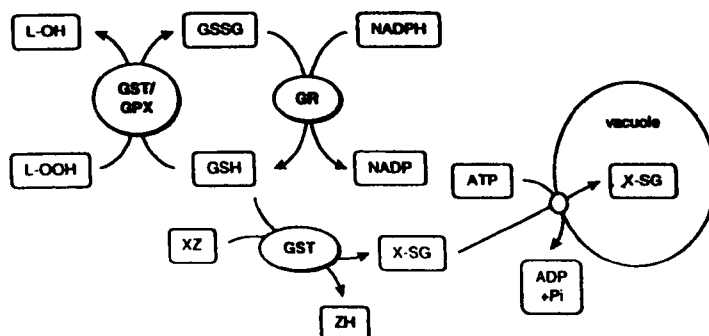 L-OH
GSSG
NADPH
GST/
GPX
GR
vacuole
L-OOH
GSH
NADP
ATP
X-SG
XZ
GST
X-SG
ADP
+Pi
ZH